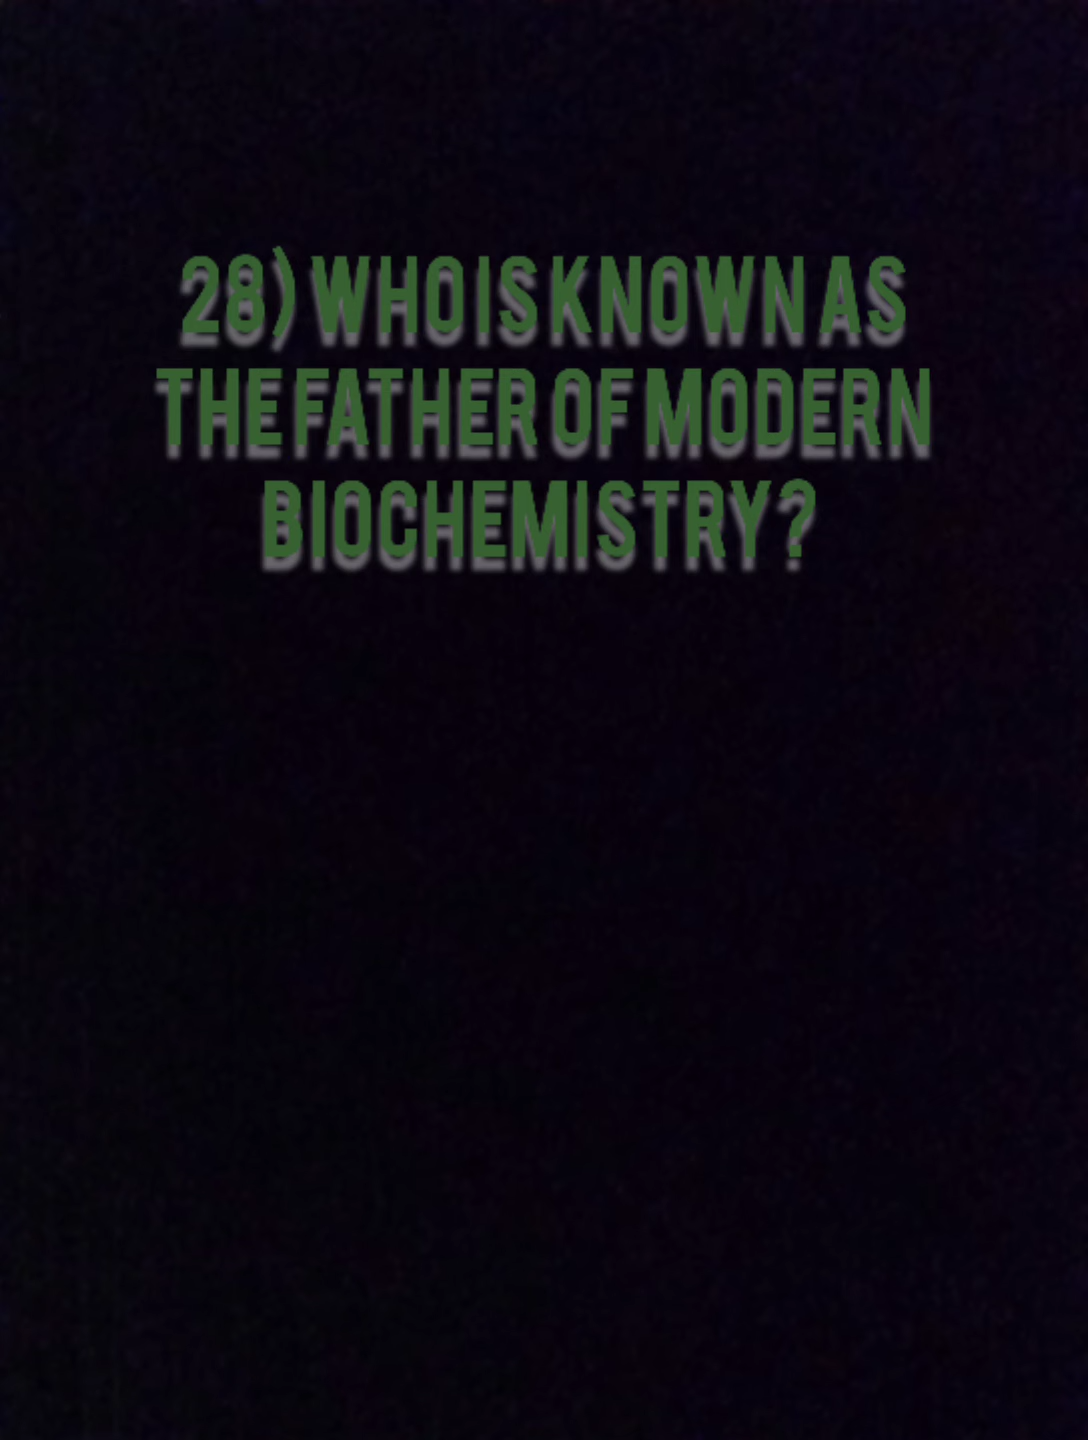 28) WHO IS KNOWN AS
THE FATHER OF MODERN
BIOCHEMISTRY?